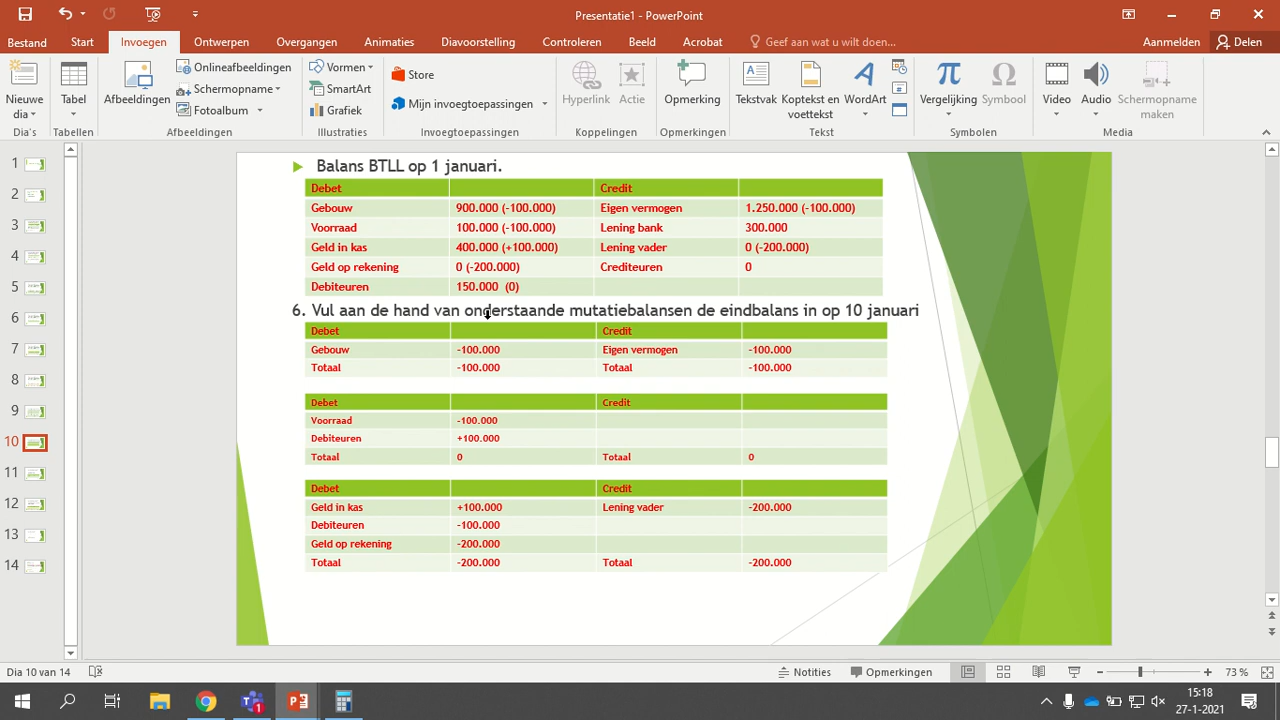 Presentatie1 - PowerPoint
Bestand Start Invoegen Ontwerpen Overgangen Animaties Diavoorstelling Controleren Beeld Acrobat Geef aan wat u wilt doen... Aanmelden Delen
Nieuwe dia
Tabel
Afbeeldingen
Onlineafbeeldingen
Schermopname
Fotoalbum
Vormen
SmartArt
Grafiek
Store
Mijn invoegtoepassingen
Hyperlink
Actie
Opmerking
Tekstvak
Koptekst en voettekst
WordArt
Vergelijking
Symbool
Video
Audio
Schermopname maken
Dia's Tabellen Afbeeldingen Illustraties Invoegtoepassingen Koppelingen Opmerkingen Tekst Symbolen Media
1
2
3
4
5
6
7
8
9
10
11
12
13
14
Balans BTLL op 1 januari.
Debet Credit
Gebouw 900.000 (-100.000) Eigen vermogen 1.250.000 (-100.000)
Voorraad 100.000 (-100.000) Lening bank 300.000
Geld in kas 400.000 (+100.000) Lening vader 0 (-200.000)
Geld op rekening 0 (-200.000) Crediteuren 0
Debiteuren 150.000 (0)
6. Vul aan de hand van onderstaande mutatiebalansen de eindbalans in op 10 januari
Debet Credit
Gebouw -100.000 Eigen vermogen -100.000
Totaal -100.000 Totaal -100.000
Debet Credit
Voorraad -100.000
Debiteuren +100.000
Totaal 0 Totaal 0
Debet Credit
Geld in kas +100.000 Lening vader -200.000
Debiteuren -100.000
Geld op rekening -200.000
Totaal -200.000 Totaal -200.000
Dia 10 van 14 Notities Opmerkingen 73 %
15:18
27-1-2021